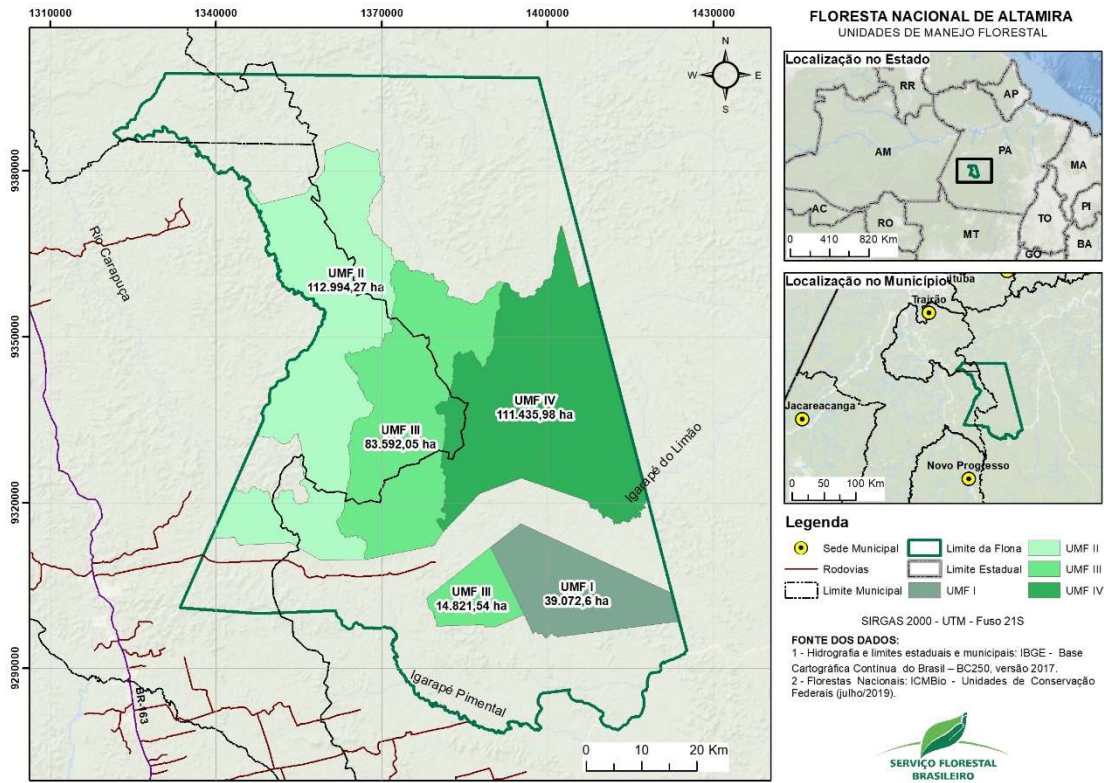 1310000
1340000
1370000
1400000
1430000
9380000
9350000
9320000
9290000
N
W
E
S
Rio Carapuça
UMF II
112.994,27 ha
UMF IV
111.435,98 ha
UMF III
83.592,05 ha
Igarapé do Limão
UMF III
14.821,54 ha
UMF I
39.072,6 ha
Igarapé Pimental
BR-163
0 10 20 Km
FLORESTA NACIONAL DE ALTAMIRA
UNIDADES DE MANEJO FLORESTAL
Localização no Estado
RR
AP
AM
PA
MA
AC
RO
TO
PI
MT
GO
BA
0 410 820 Km
Localização no Município
ituba
Trairão
Jacareacanga
Novo Progresso
0 25 50 100 Km
Legenda
Sede Municipal
Rodovias
Limite Municipal
Limite da Flona
Limite Estadual
UMF I
UMF II
UMF III
UMF IV
SIRGAS 2000 - UTM - Fuso 21S
FONTE DOS DADOS:
1 - Hidrografia e limites estaduais e municipais: IBGE - Base
Cartográfica Contínua do Brasil – BC250, versão 2017.
2 - Florestas Nacionais: ICMBio - Unidades de Conservação
Federais (julho/2019).
SERVIÇO FLORESTAL
BRASILEIRO